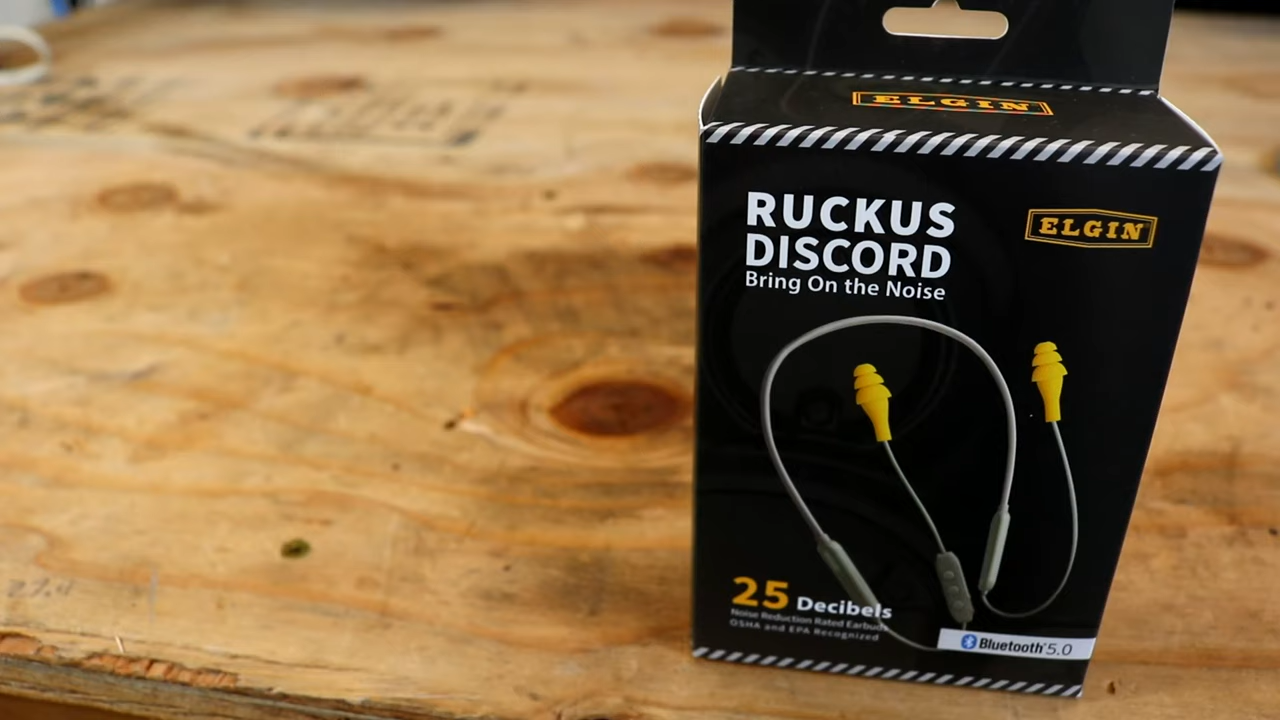 ELGIN
RUCKUS
DISCORD
Bring On the Noise
ELGIN
25 Decibels
Noise Reduction Rated Earbuds
OSHA and EPA Recognized
Bluetooth® 5.0